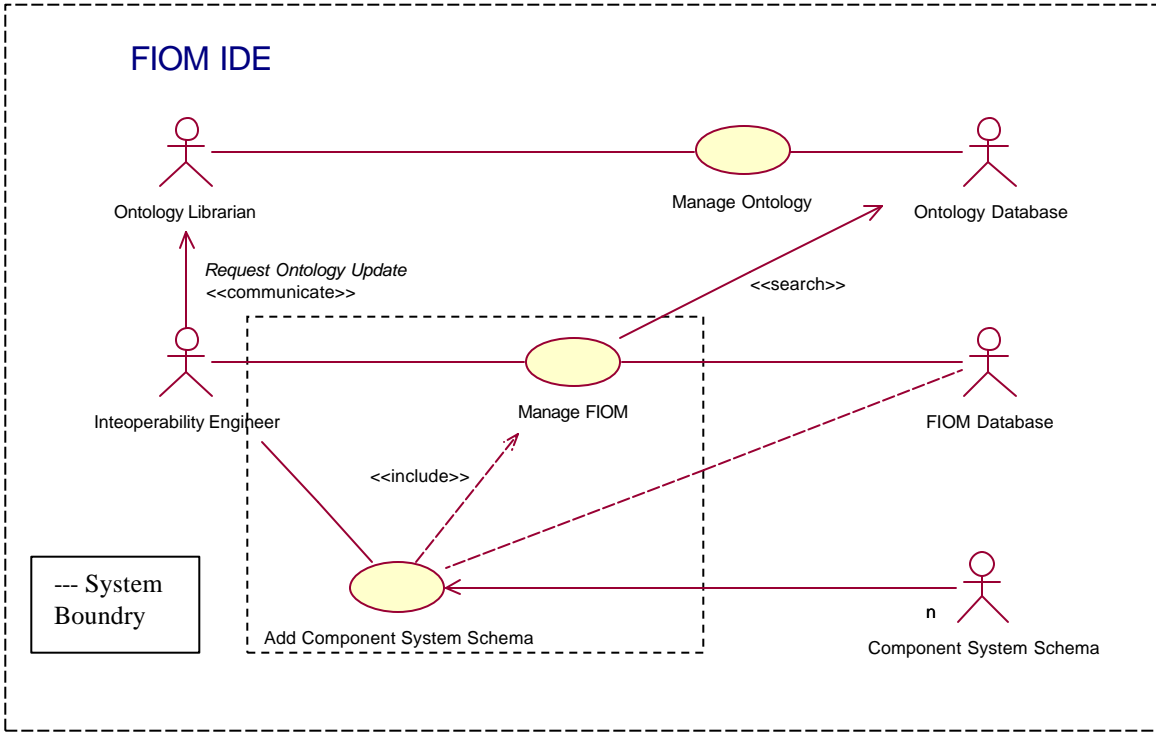 FIOM IDE
Ontology Librarian
Manage Ontology
Ontology Database
Request Ontology Update
<<communicate>>
<<search>>
Inteoperability Engineer
Manage FIOM
FIOM Database
<<include>>
--- System
Boundry
Add Component System Schema
n
Component System Schema